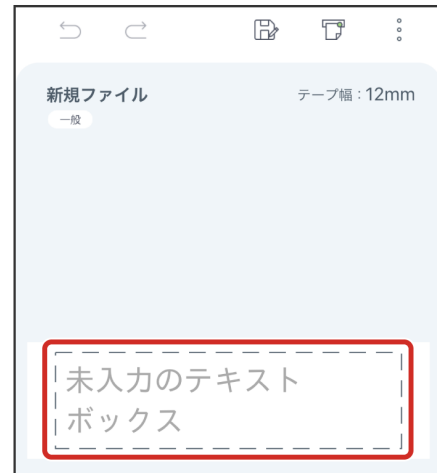 新規ファイル
テープ幅：12mm
一般
未入力のテキスト
ボックス